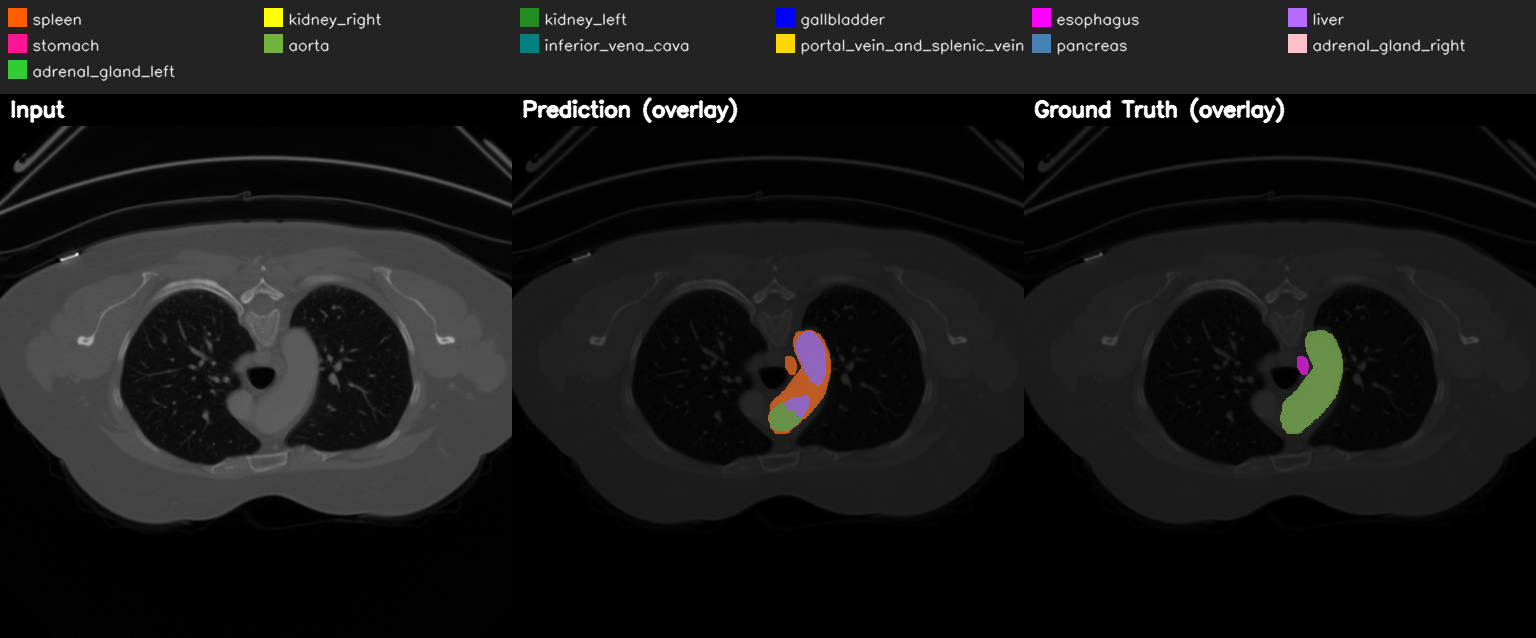 spleen kidney_right kidney_left gallbladder esophagus liver
stomach aorta inferior_vena_cava portal_vein_and_splenic_vein pancreas adrenal_gland_right
adrenal_gland_left
Input Prediction (overlay) Ground Truth (overlay)